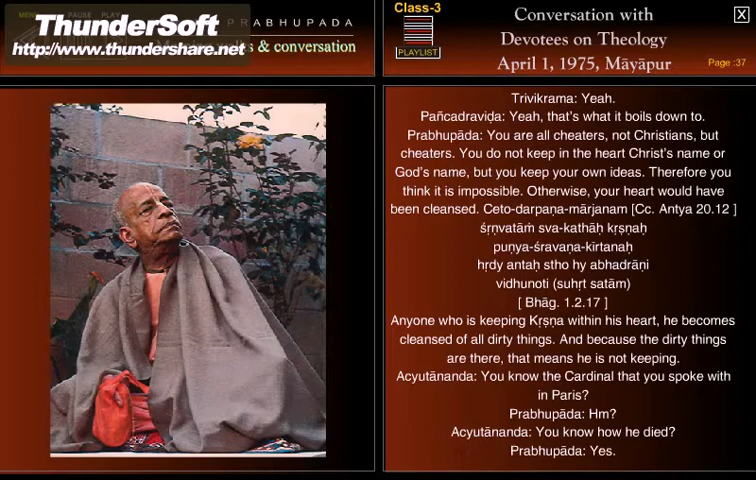 MENU PAUSE PLAY
PRABHUPADA
ThunderSoft
http://www.thundershare.net
& conversation
Class-3
PLAYLIST
Conversation with
Devotees on Theology
April 1, 1975, Māyāpur
X
Page :37
Trivikrama: Yeah.
Pañcadraviḍa: Yeah, that's what it boils down to.
Prabhupāda: You are all cheaters, not Christians, but
cheaters. You do not keep in the heart Christ's name or
God's name, but you keep your own ideas. Therefore you
think it is impossible. Otherwise, your heart would have
been cleansed. Ceto-darpaṇa-mārjanam [Cc. Antya 20.12 ]
śṛṇvatāṁ sva-kathāḥ kṛṣṇaḥ
puṇya-śravaṇa-kīrtanaḥ
hṛdy antaḥ stho hy abhadrāṇi
vidhunoti (suhṛt satām)
[ Bhāg. 1.2.17 ]
Anyone who is keeping Kṛṣṇa within his heart, he becomes
cleansed of all dirty things. And because the dirty things
are there, that means he is not keeping.
Acyutānanda: You know the Cardinal that you spoke with
in Paris?
Prabhupāda: Hm?
Acyutānanda: You know how he died?
Prabhupāda: Yes.